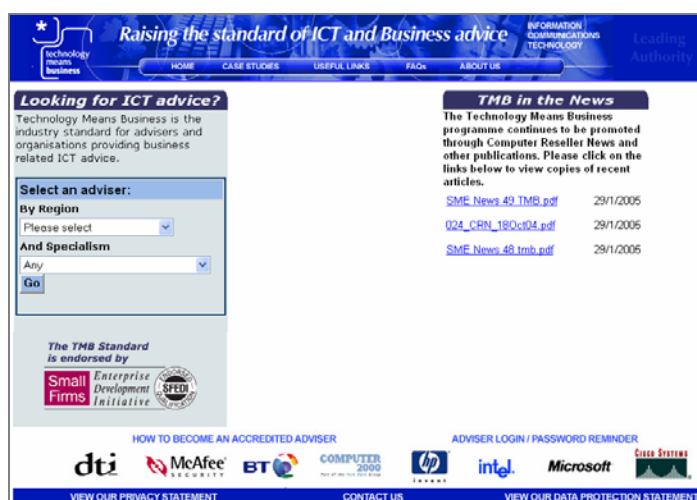 *
technology
means
business
Raising the standard of ICT and Business advice
INFORMATION
COMMUNICATIONS
TECHNOLOGY
Leading
Authority
HOME CASE STUDIES USEFUL LINKS FAQs ABOUT US
Looking for ICT advice?
Technology Means Business is the
industry standard for advisers and
organisations providing business
related ICT advice.
Select an adviser:
By Region
Please select
And Specialism
Any
Go
The TMB Standard
is endorsed by
Small
Firms
Enterprise
Development
Initiative
SFEDI
TMB in the News
The Technology Means Business
programme continues to be promoted
through Computer Reseller News and
other publications. Please click on the
links below to view copies of recent
articles.
SME News 49 TMB.pdf 29/1/2005
024_CRN_18Oct04.pdf 29/1/2005
SME News 48 tmb.pdf 29/1/2005
HOW TO BECOME AN ACCREDITED ADVISER ADVISER LOGIN / PASSWORD REMINDER
dti
McAfee
SECURITY
BT
COMPUTER
2000
hp
invent
intel.
Microsoft
CISCO SYSTEMS
VIEW OUR PRIVACY STATEMENT CONTACT US VIEW OUR DATA PROTECTION STATEMENT